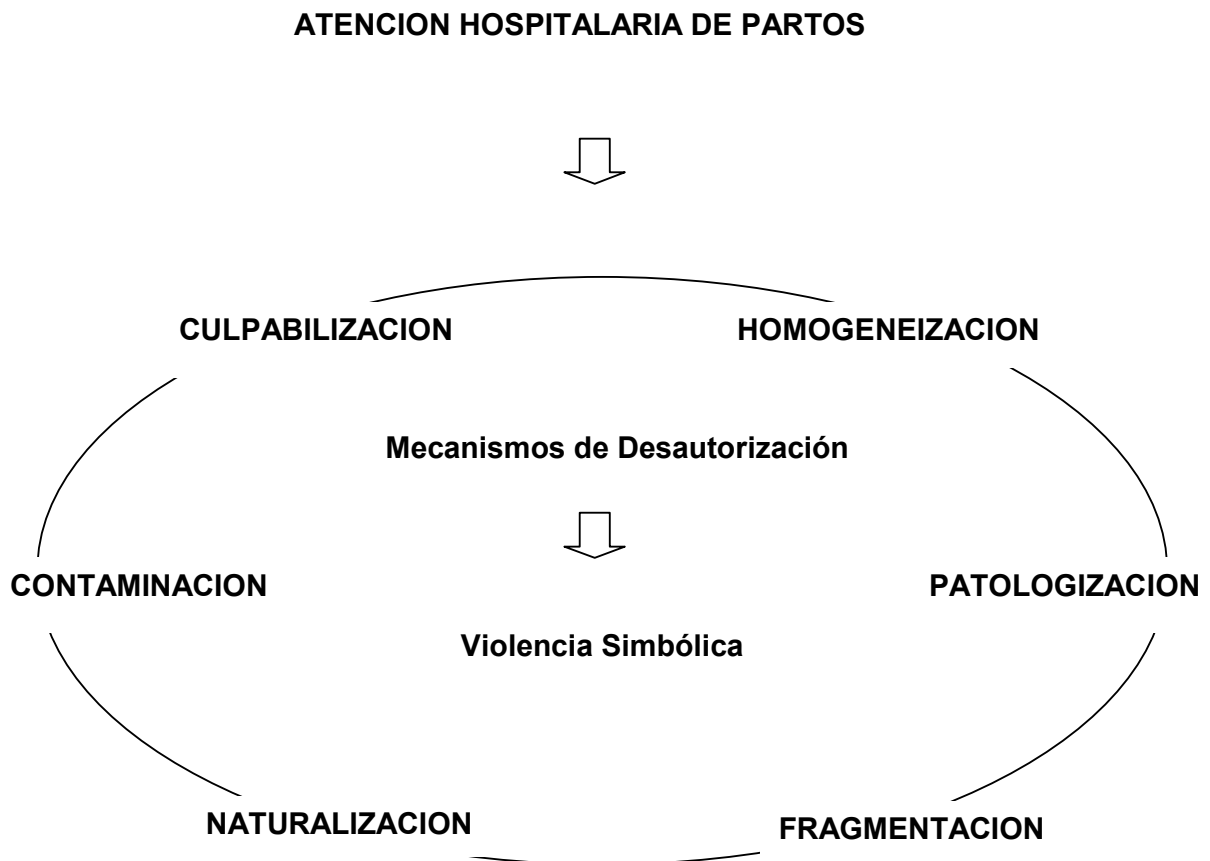 ATENCION HOSPITALARIA DE PARTOS
CULPABILIZACION
HOMOGENEIZACION
Mecanismos de Desautorización
CONTAMINACION
PATOLOGIZACION
Violencia Simbólica
NATURALIZACION
FRAGMENTACION